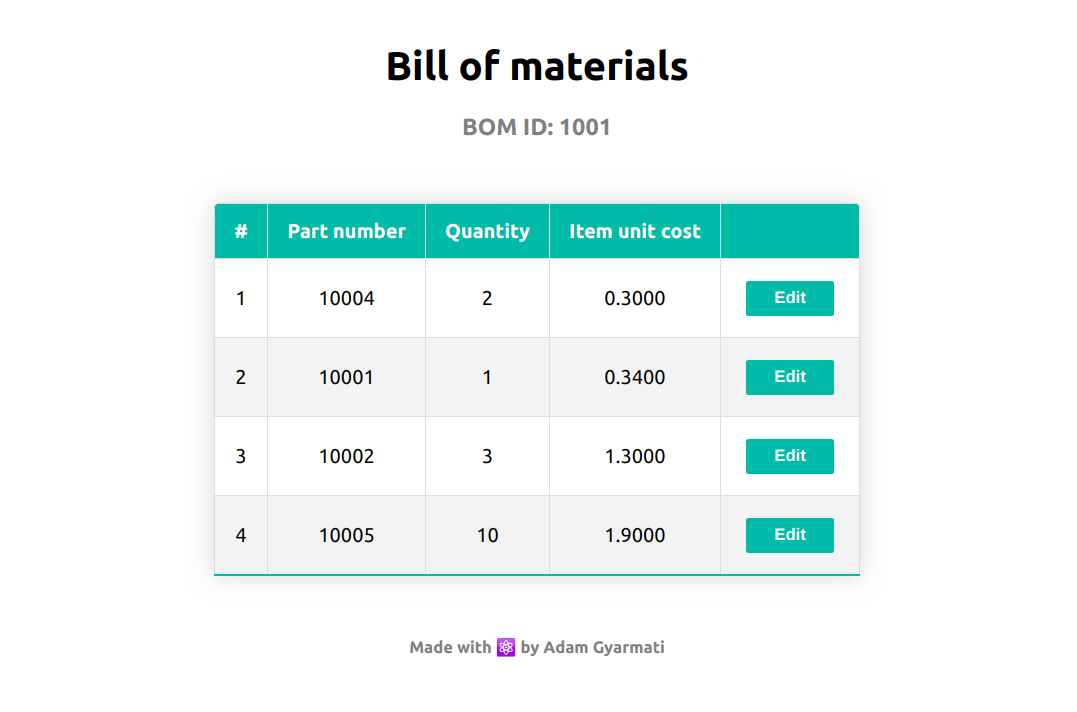 Bill of materials
BOM ID: 1001
# Part number Quantity Item unit cost
1 10004 2 0.3000 Edit
2 10001 1 0.3400 Edit
3 10002 3 1.3000 Edit
4 10005 10 1.9000 Edit
Made with ⚛ by Adam Gyarmati